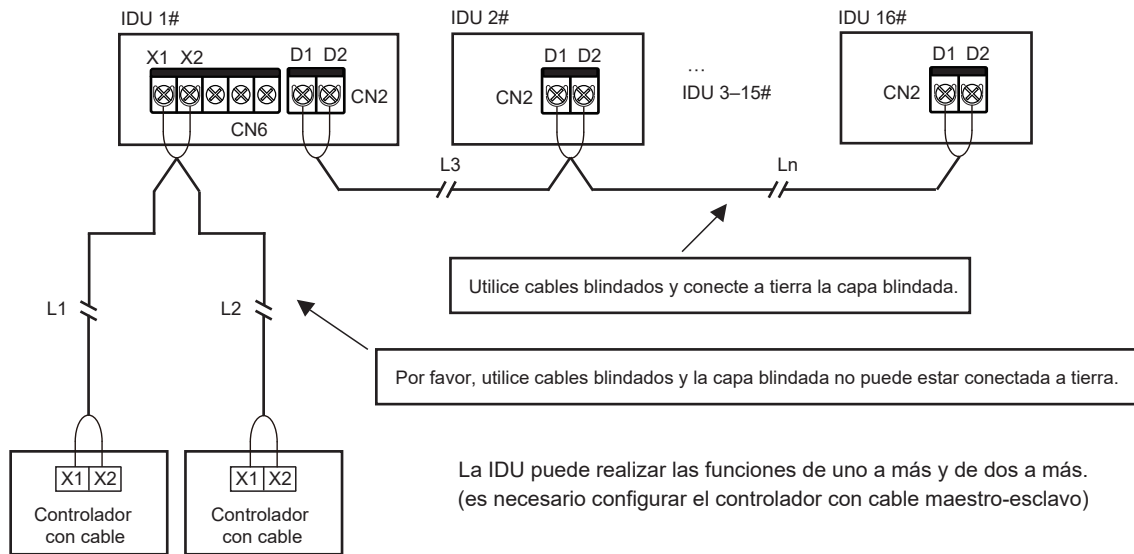 IDU 1#
IDU 2#
IDU 16#
X1 X2
D1 D2
CN2
CN6
D1 D2
CN2
…
IDU 3–15#
D1 D2
CN2
L3
Ln
Utilice cables blindados y conecte a tierra la capa blindada.
L1
L2
Por favor, utilice cables blindados y la capa blindada no puede estar conectada a tierra.
X1 X2
Controlador
con cable
X1 X2
Controlador
con cable
La IDU puede realizar las funciones de uno a más y de dos a más.
(es necesario configurar el controlador con cable maestro-esclavo)